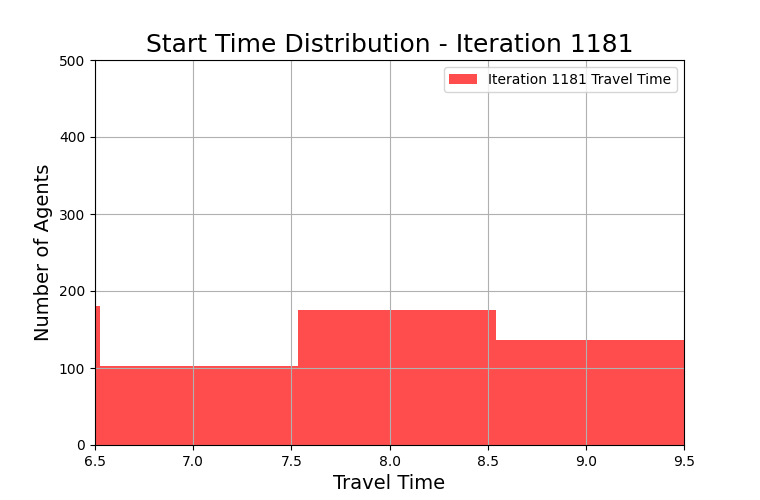 Start Time Distribution - Iteration 1181
Iteration 1181 Travel Time
Number of Agents
500
400
300
200
100
0
6.5 7.0 7.5 8.0 8.5 9.0 9.5
Travel Time